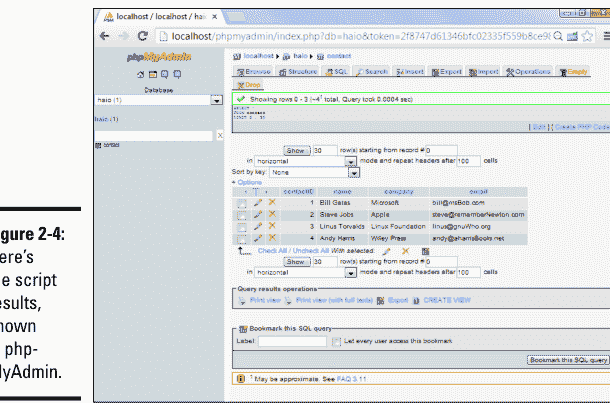 localhost / localhost / hai
localhost/phpmyadmin/index.php?db=haio&token=2f8747d61346bfc02335f559b8ce9
phpMyAdmin
Database
haio (1)
haio (1)
contact
localhost haio contact
Browse Structure SQL Search Insert Export Import Operations Empty
Drop
Showing rows 0 - 3 (~4¹ total, Query took 0.0004 sec)
SELECT *
FROM contact
LIMIT 0 , 30
[ Edit ] [ Create PHP Code
Show : 30 row(s) starting from record # 0
in horizontal mode and repeat headers after 100 cells
Sort by key: None
+ Options
T contactID name company email
1 Bill Gates Microsoft bill@msBob.com
2 Steve Jobs Apple steve@rememberNewton.com
3 Linus Torvalds Linux Foundation linus@gnuWho.org
4 Andy Harris Wiley Press andy@aharrisBooks.net
Check All / Uncheck All With selected:
Show : 30 row(s) starting from record # 0
in horizontal mode and repeat headers after 100 cells
Query results operations
Print view Print view (with full texts) Export CREATE VIEW
Bookmark this SQL query
Label: Let every user access this bookmark
Bookmark this SQL query
¹ May be approximate. See FAQ 3.11
gure 2-4:
ere's
e script
esults,
hown
php-
lyAdmin.